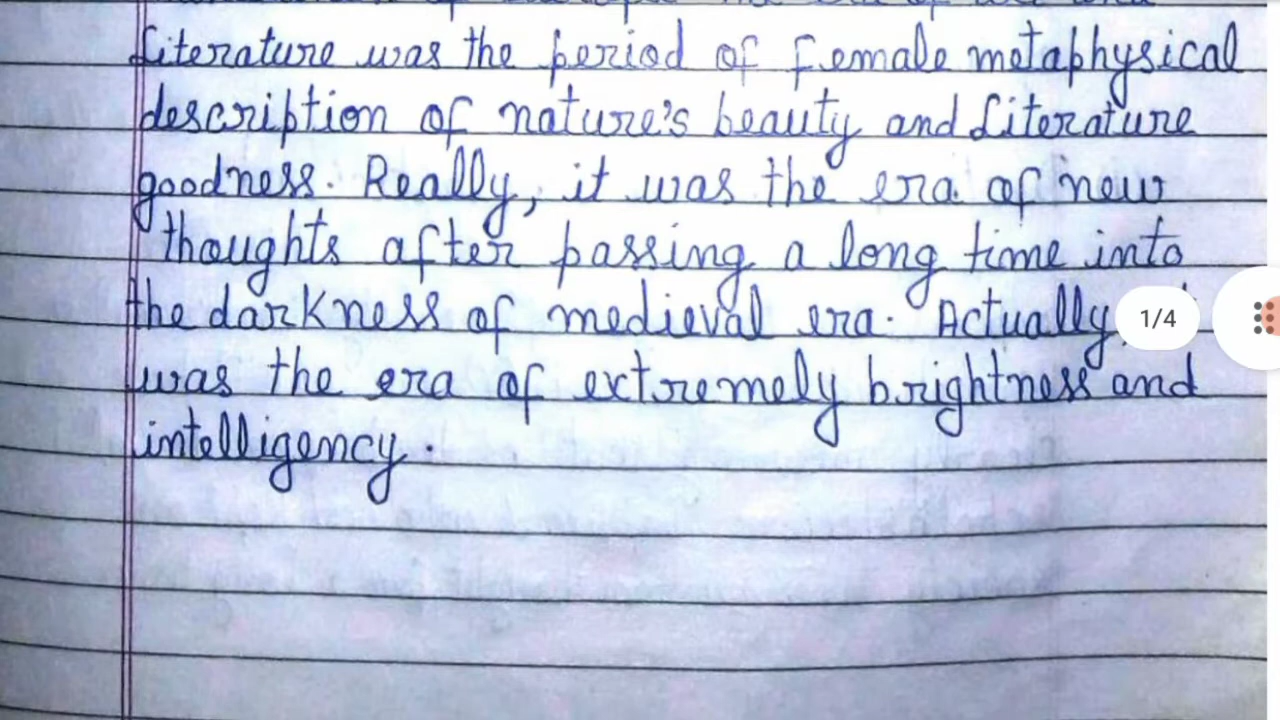 Literature was the period of female metaphysical
description of nature's beauty and Literature
goodness. Really, it was the era of new
thoughts after passing a long time into
the darkness of medieval era. Actually,
1/4
was the era of extremely brightness and
intelligency.